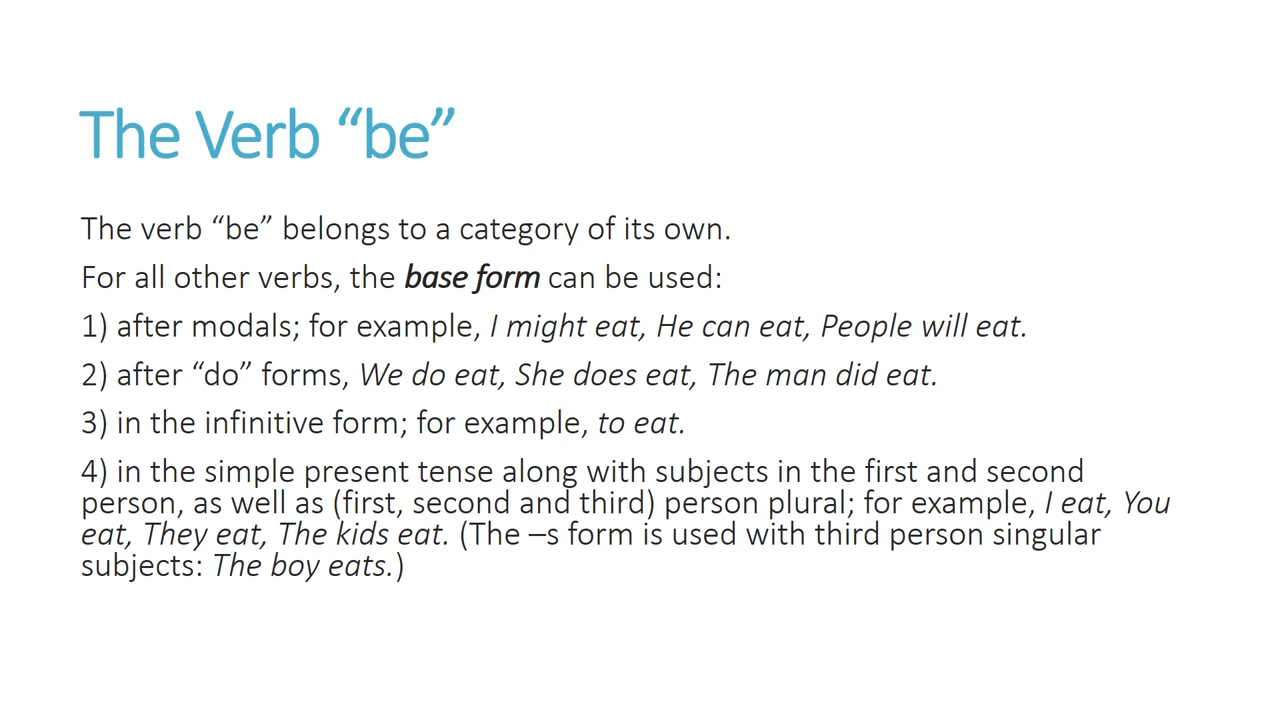 The Verb “be”
The verb “be” belongs to a category of its own.
For all other verbs, the base form can be used:
1) after modals; for example, I might eat, He can eat, People will eat.
2) after “do” forms, We do eat, She does eat, The man did eat.
3) in the infinitive form; for example, to eat.
4) in the simple present tense along with subjects in the first and second
person, as well as (first, second and third) person plural; for example, I eat, You
eat, They eat, The kids eat. (The –s form is used with third person singular
subjects: The boy eats.)